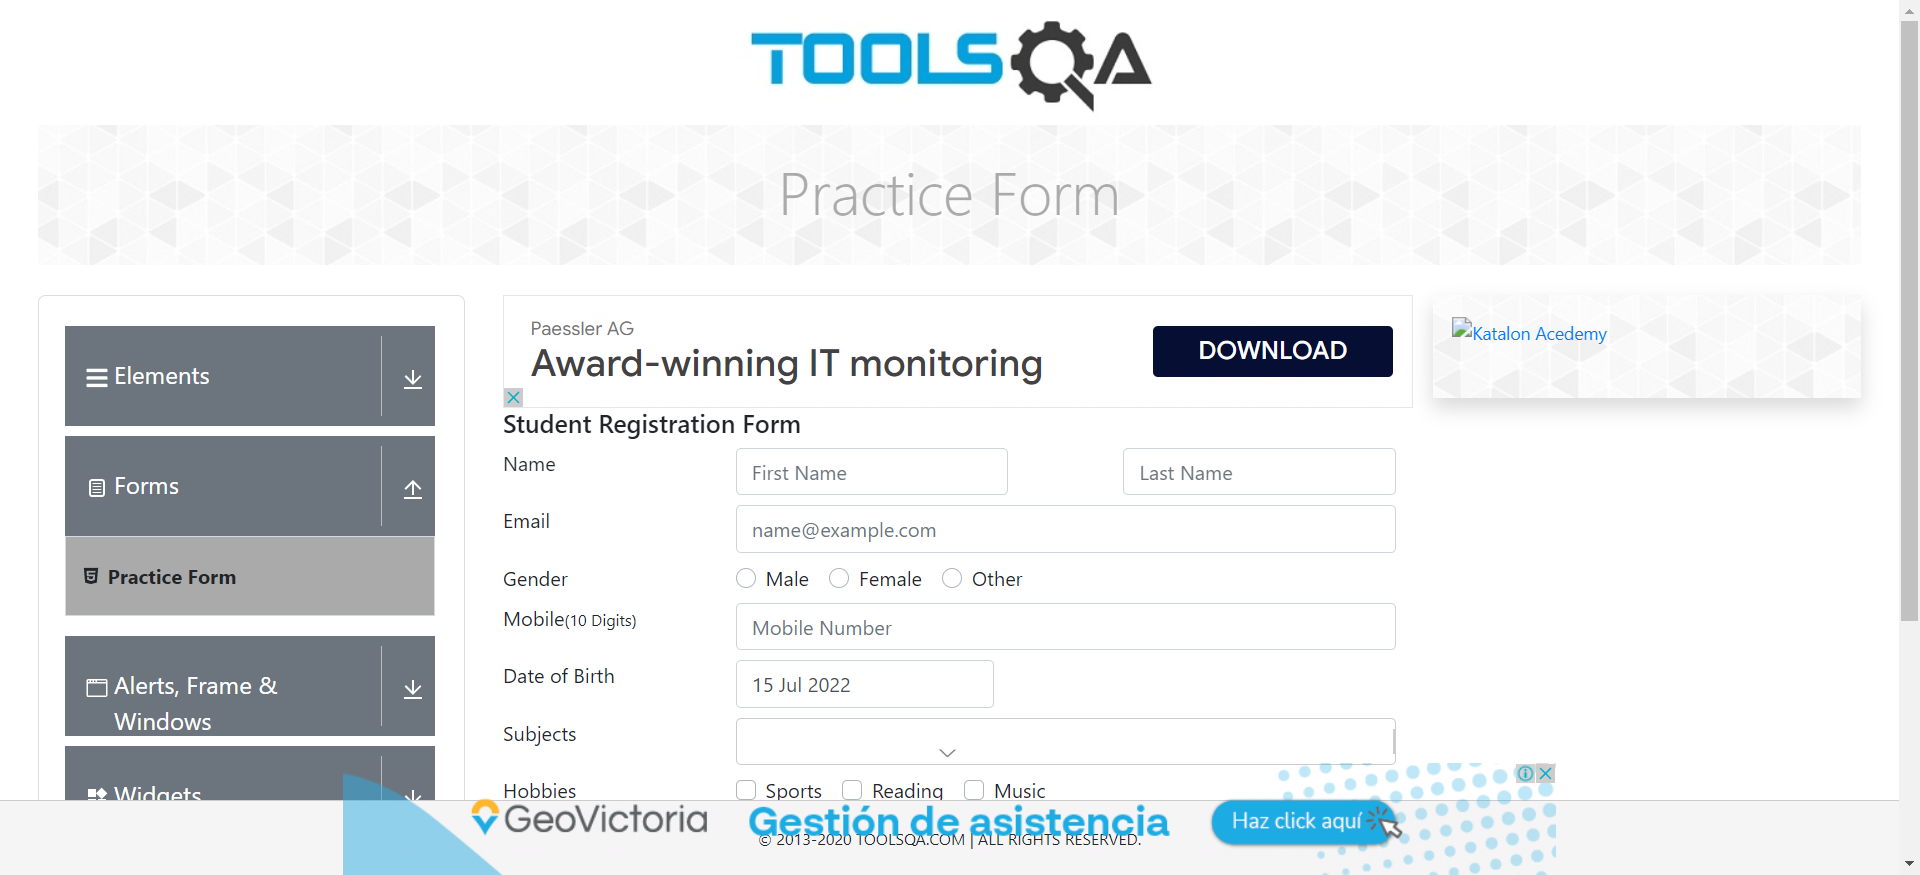 TOOLSQA
Practice Form
Elements
Forms
Practice Form
Alerts, Frame &
Windows
Widgets
Paessler AG
Award-winning IT monitoring
DOWNLOAD
Katalon Acedemy
Student Registration Form
Name
First Name
Last Name
Email
name@example.com
Gender
Male
Female
Other
Mobile(10 Digits)
Mobile Number
Date of Birth
15 Jul 2022
Subjects
Hobbies
Sports
Reading
Music
GeoVictoria
Gestión de asistencia
Haz click aquí
© 2013-2020 TOOLSQA.COM | ALL RIGHTS RESERVED.